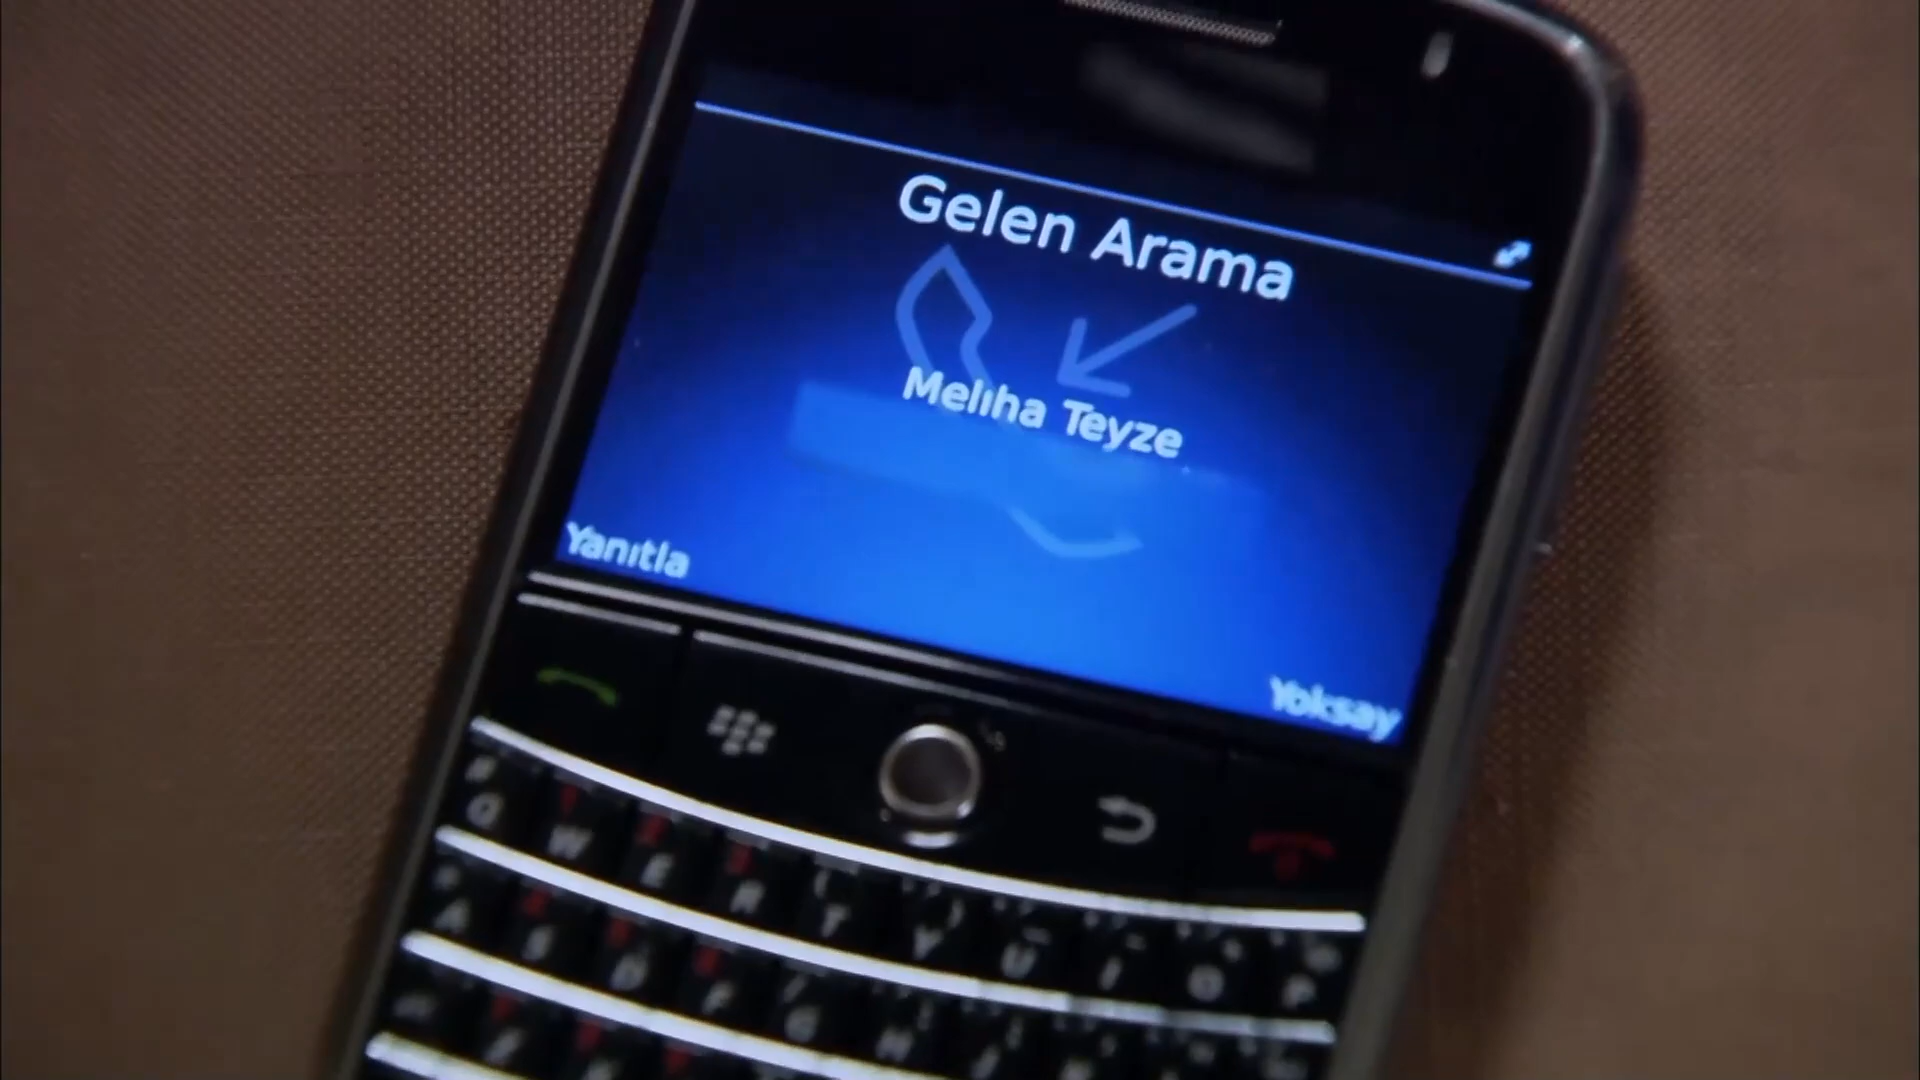 Gelen Arama
Meliha Teyze
Yanıtla
Yoksay
Q W E R T Y U I O P
A S D F G H J